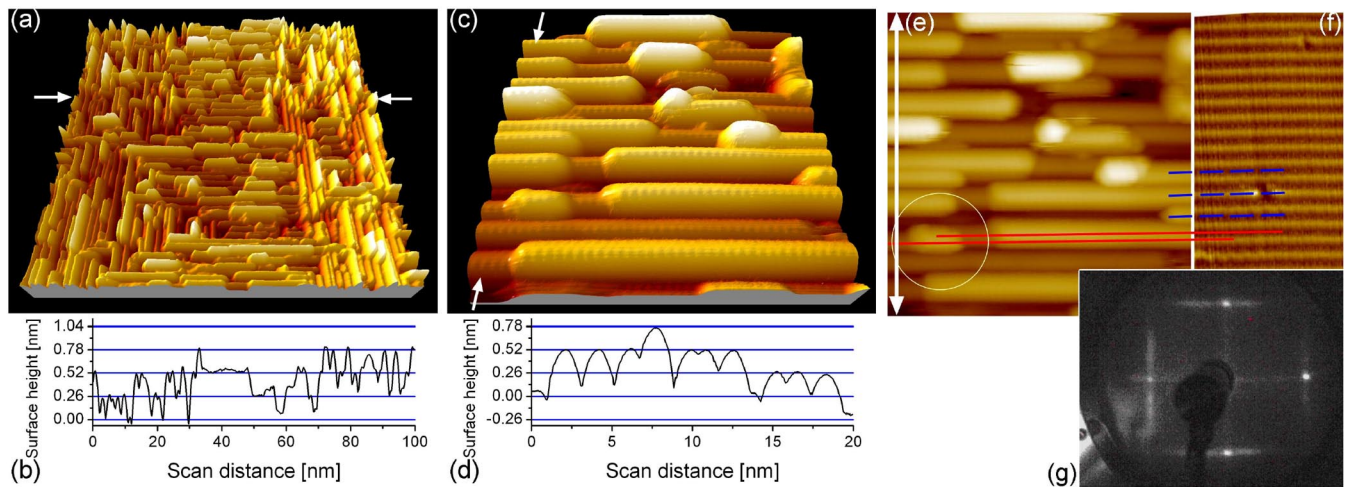 (a)
(c)
(e)
(f)
Surface height [nm]
1.04
0.78
0.52
0.26
0.00
0
20
40
60
80
100
Scan distance [nm]
(b)
Surface height [nm]
0.78
0.52
0.26
0.00
-0.26
0
5
10
15
20
Scan distance [nm]
(d)
(g)